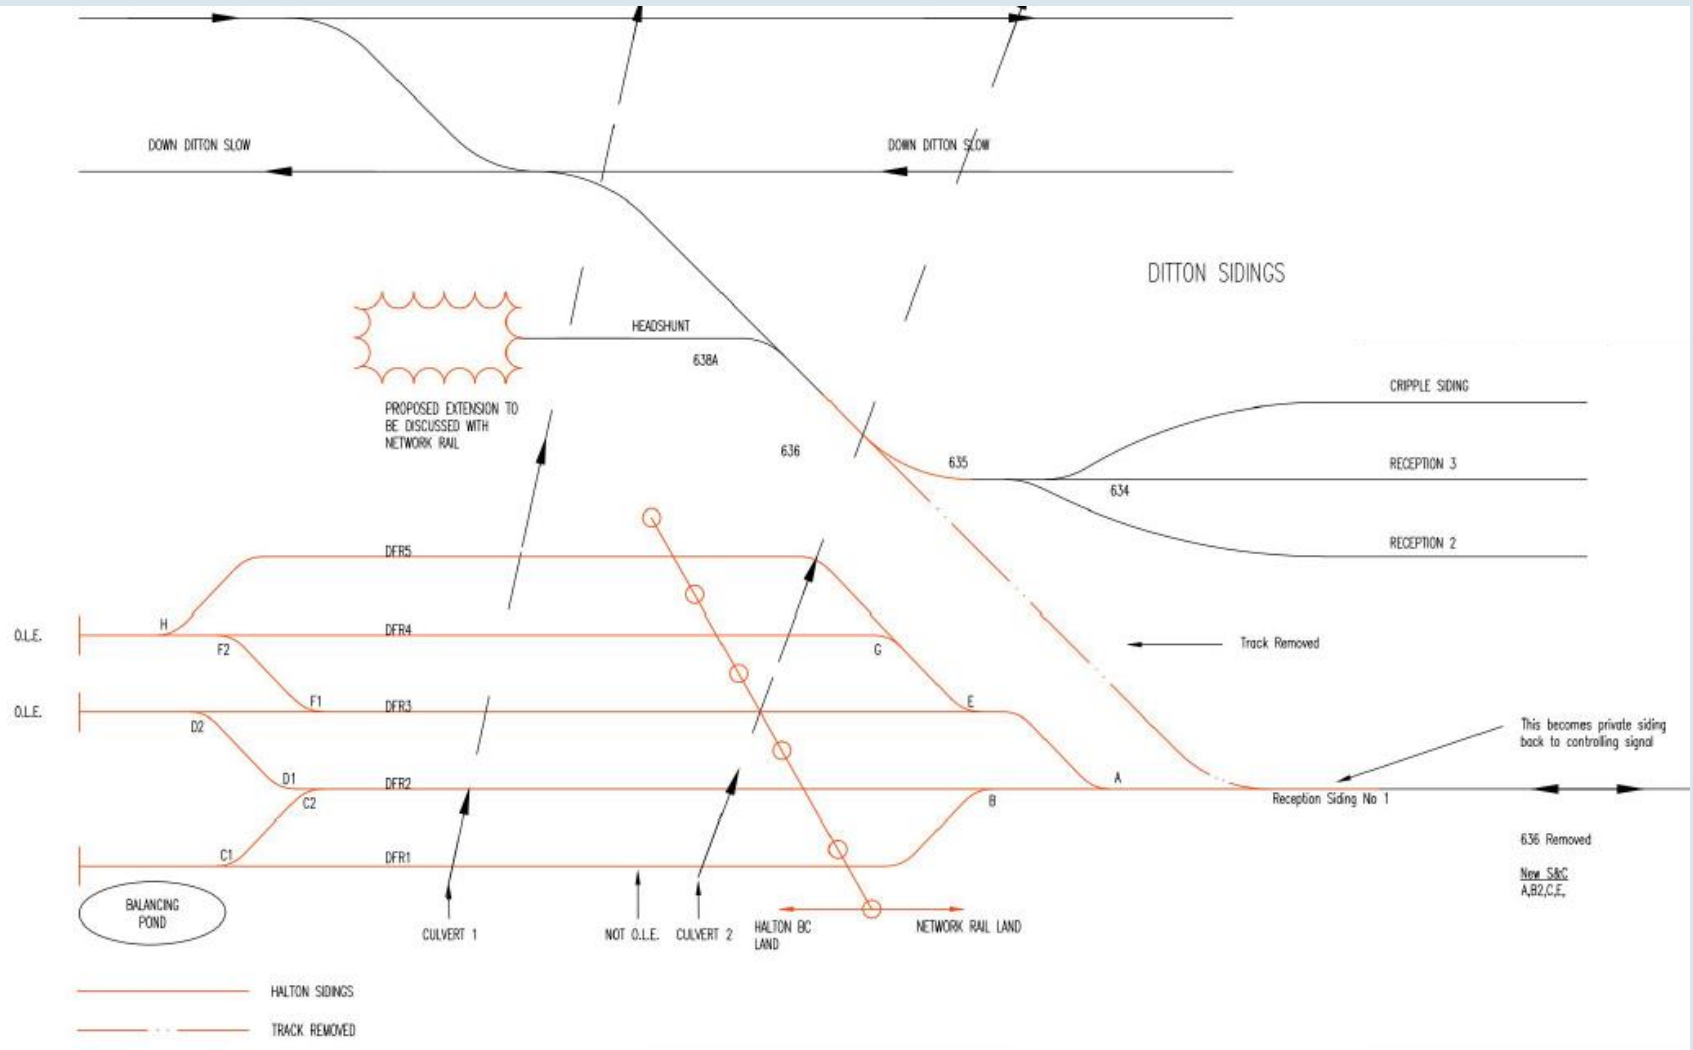 DOWN DITTON SLOW
DOWN DITTON SLOW
DITTON SIDINGS
HEADSHUNT
638A
CRIPPLE SIDING
PROPOSED EXTENSION TO
BE DISCUSSED WITH
NETWORK RAIL
636
635
RECEPTION 3
634
RECEPTION 2
DFR5
H
O.L.E.
DFR4
F2
G
Track Removed
F1
DFR3
E
O.L.E.
D2
This becomes private siding
back to controlling signal
D1
DFR2
A
C2
B
Reception Siding No 1
636 Removed
C1
DFR1
New S&C
A,B2,C,E,
BALANCING
POND
CULVERT 1
NOT O.L.E.
CULVERT 2
HALTON BC
LAND
NETWORK RAIL LAND
HALTON SIDINGS
TRACK REMOVED